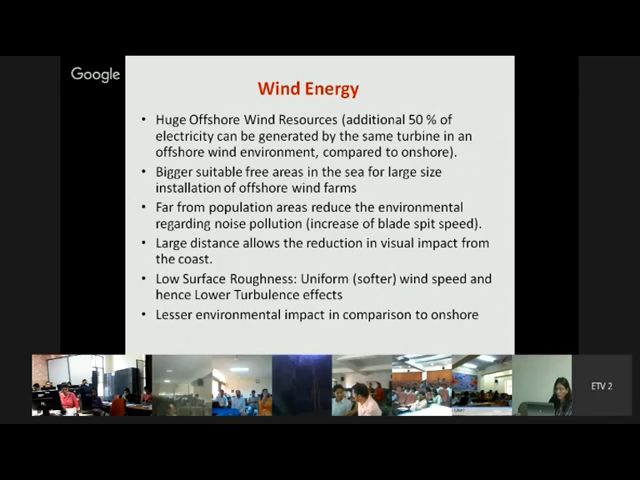 Google
Wind Energy
• Huge Offshore Wind Resources (additional 50 % of
electricity can be generated by the same turbine in an
offshore wind environment, compared to onshore).
• Bigger suitable free areas in the sea for large size
installation of offshore wind farms
• Far from population areas reduce the environmental
regarding noise pollution (increase of blade spit speed).
• Large distance allows the reduction in visual impact from
the coast.
• Low Surface Roughness: Uniform (softer) wind speed and
hence Lower Turbulence effects
• Lesser environmental impact in comparison to onshore
ETV 2